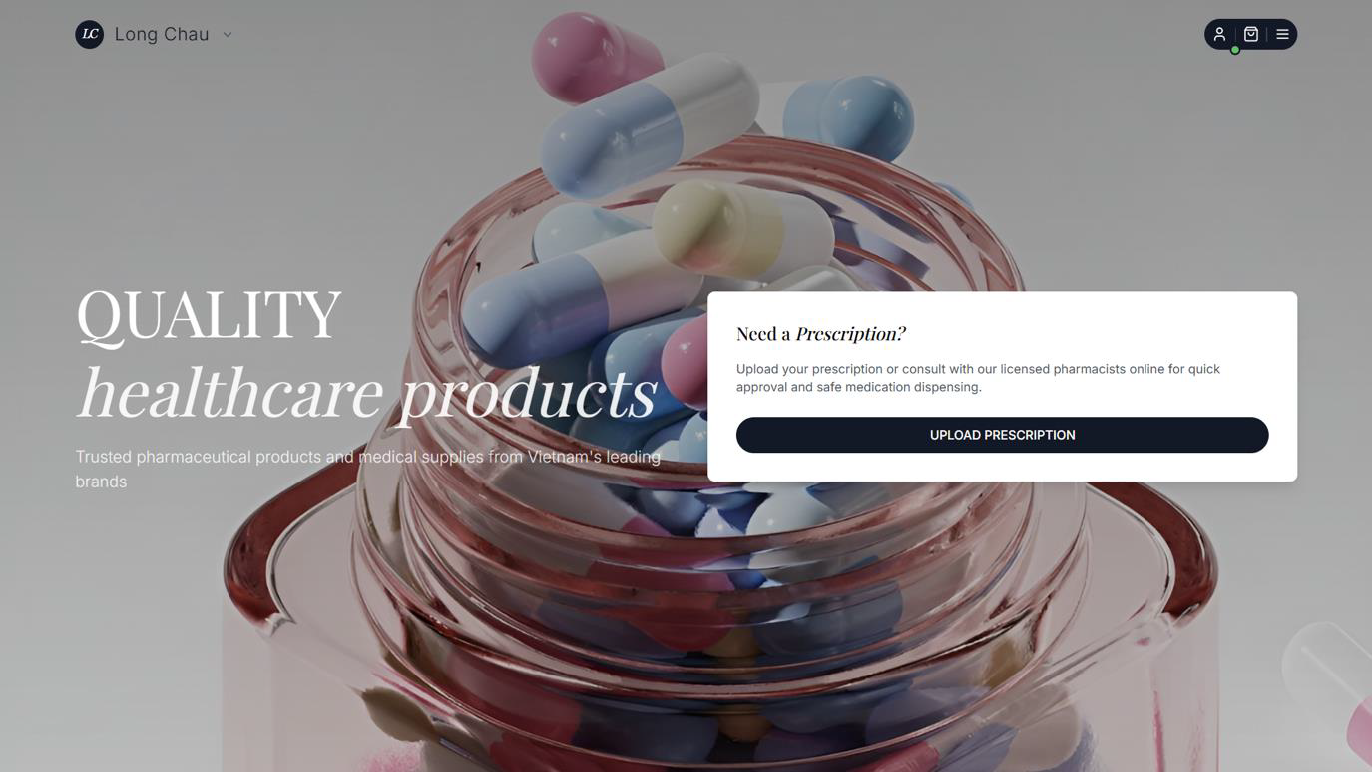 LC Long Chau
QUALITY
healthcare products
Trusted pharmaceutical products and medical supplies from Vietnam's leading
brands
Need a Prescription?
Upload your prescription or consult with our licensed pharmacists online for quick
approval and safe medication dispensing.
UPLOAD PRESCRIPTION